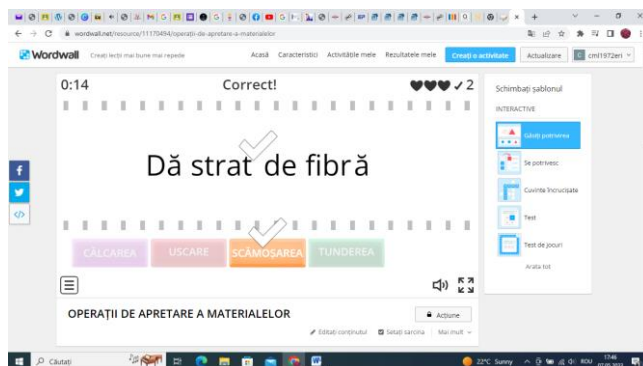 wordwall.net/resource/11170494/operații-de-apretare-a-materialelor
Wordwall Creați lecții mai bune mai repede Acasă Caracteristici Activitățile mele Rezultatele mele Creați o activitate Actualizare cml1972eri
0:14 Correct! 2
Dă strat de fibră
CĂLCAREA USCARE SCĂMOȘAREA TUNDEREA
OPERAȚII DE APRETARE A MATERIALELOR
Acțiune
Editați conținutul Setați sarcina Mai mult
Schimbați șablonul
INTERACTIVE
Găsiți potrivirea
Se potrivesc
Cuvinte încrucișate
Test
Test de jocuri
Arata tot
Căutați 22°C Sunny ROU 17:46